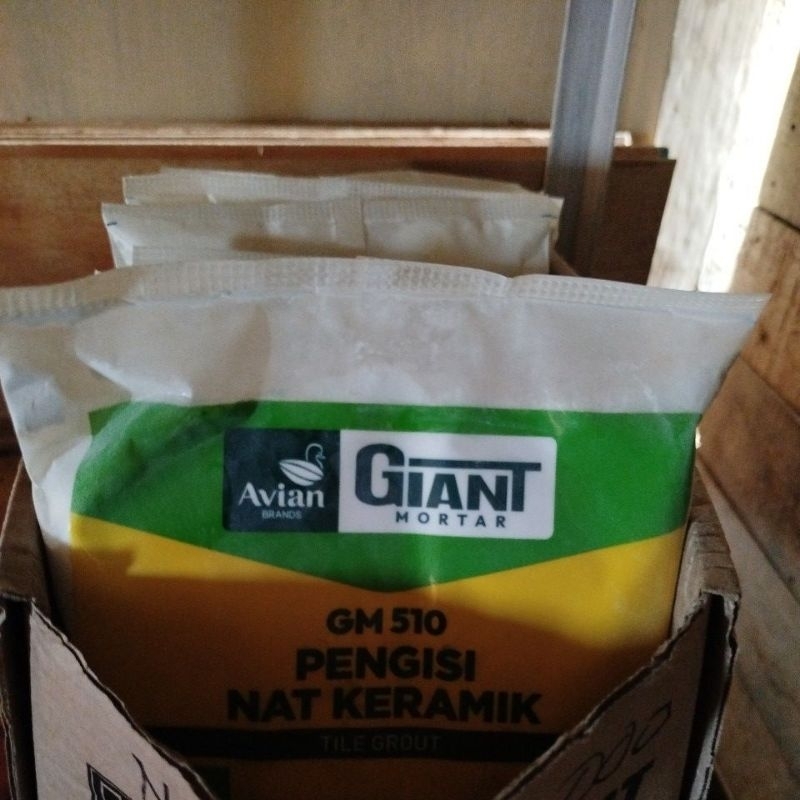 Avian
BRANDS
GIANT
MORTAR
GM 510
PENGISI
NAT KERAMIK
TILE GROUT